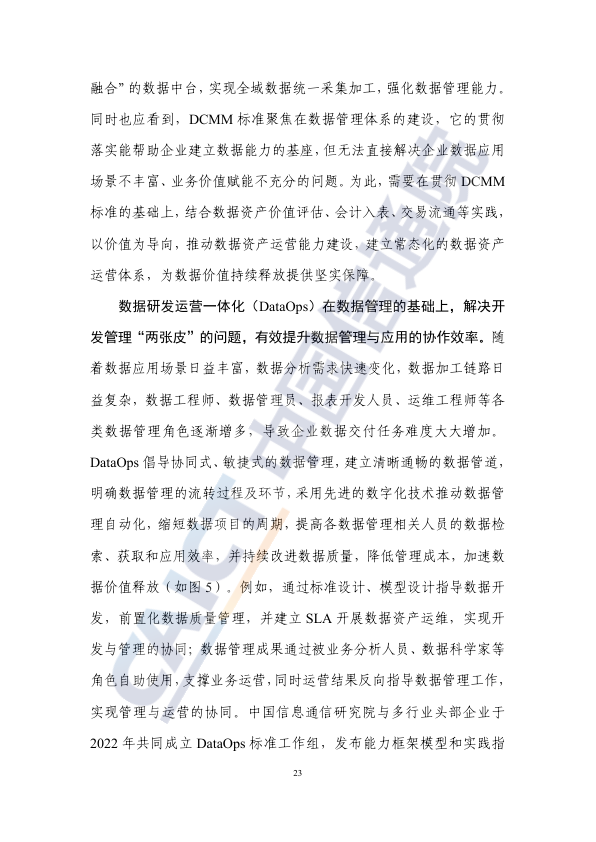 融合”的数据中台，实现全域数据统一采集加工，强化数据管理能力。
同时也应看到，DCMM 标准聚焦在数据管理体系的建设，它的贯彻
落实能帮助企业建立数据能力的基座，但无法直接解决企业数据应用
场景不丰富、业务价值赋能不充分的问题。为此，需要在贯彻 DCMM
标准的基础上，结合数据资产价值评估、会计入表、交易流通等实践，
以价值为导向，推动数据资产运营能力建设，建立常态化的数据资产
运营体系，为数据价值持续释放提供坚实保障。
数据研发运营一体化（DataOps）在数据管理的基础上，解决开
发管理“两张皮”的问题，有效提升数据管理与应用的协作效率。随
着数据应用场景日益丰富，数据分析需求快速变化，数据加工链路日
益复杂，数据工程师、数据管理员、报表开发人员、运维工程师等各
类数据管理角色逐渐增多，导致企业数据交付任务难度大大增加。
DataOps 倡导协同式、敏捷式的数据管理，建立清晰通畅的数据管道，
明确数据管理的流转过程及环节，采用先进的数字化技术推动数据管
理自动化，缩短数据项目的周期，提高各数据管理相关人员的数据检
索、获取和应用效率，并持续改进数据质量，降低管理成本，加速数
据价值释放（如图 5）。例如，通过标准设计、模型设计指导数据开
发，前置化数据质量管理，并建立 SLA 开展数据资产运维，实现开
发与管理的协同；数据管理成果通过被业务分析人员、数据科学家等
角色自助使用，支撑业务运营，同时运营结果反向指导数据管理工作，
实现管理与运营的协同。中国信息通信研究院与多行业头部企业于
2022 年共同成立 DataOps 标准工作组，发布能力框架模型和实践指
23
CAICT 中国信通院